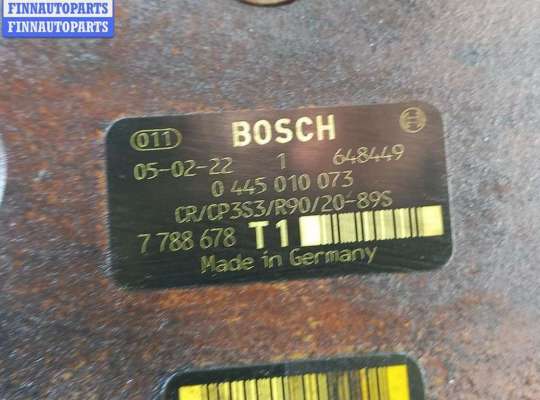 FINNAUTOPARTS
FINNAUTOPARTS
011 BOSCH
05-02-22 1 648449
0 445 010 073
CR/CP3S3/R90/20-89S
7 788 678 T1
Made in Germany